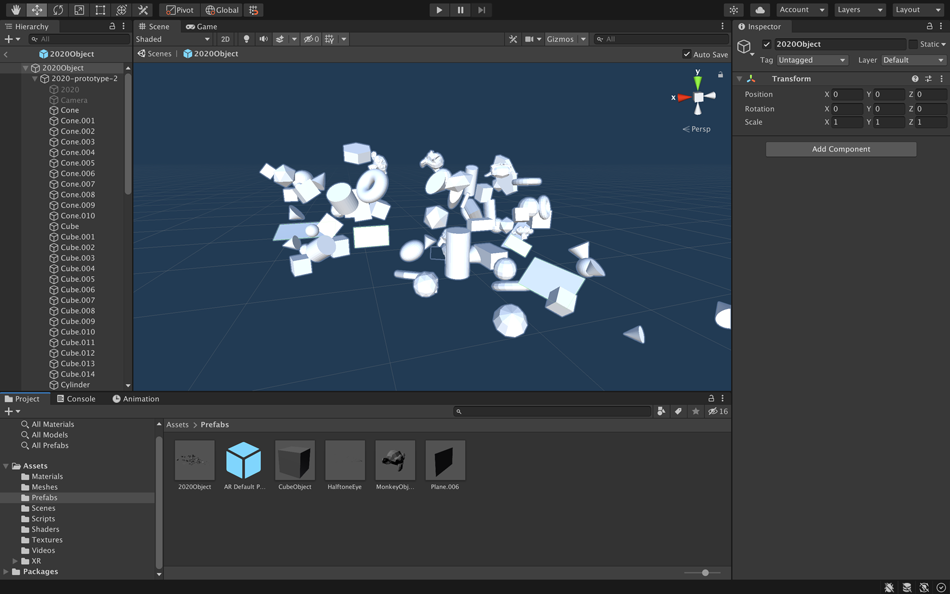 Pivot Global Account Layers Layout
Hierarchy Scene Game Inspector
All Shaded 2D 0 Gizmos All
2020Object Static
2020Object Scenes 2020Object Auto Save
Tag Untagged Layer Default
2020Object
2020-prototype-2
2020
Camera
Cone
Cone.001
Cone.002
Cone.003
Cone.004
Cone.005
Cone.006
Cone.007
Cone.008
Cone.009
Cone.010
Cube
Cube.001
Cube.002
Cube.003
Cube.004
Cube.005
Cube.006
Cube.007
Cube.008
Cube.009
Cube.010
Cube.011
Cube.012
Cube.013
Cube.014
Cylinder
y
x
Persp
Transform
Position X 0 Y 0 Z 0
Rotation X 0 Y 0 Z 0
Scale X 1 Y 1 Z 1
Add Component
Project Console Animation
16
All Materials
All Models
All Prefabs
Assets
Materials
Meshes
Prefabs
Scenes
Scripts
Shaders
Textures
Videos
XR
Packages
Assets Prefabs
2020Object AR Default P... CubeObject HalftoneEye MonkeyObj... Plane.006